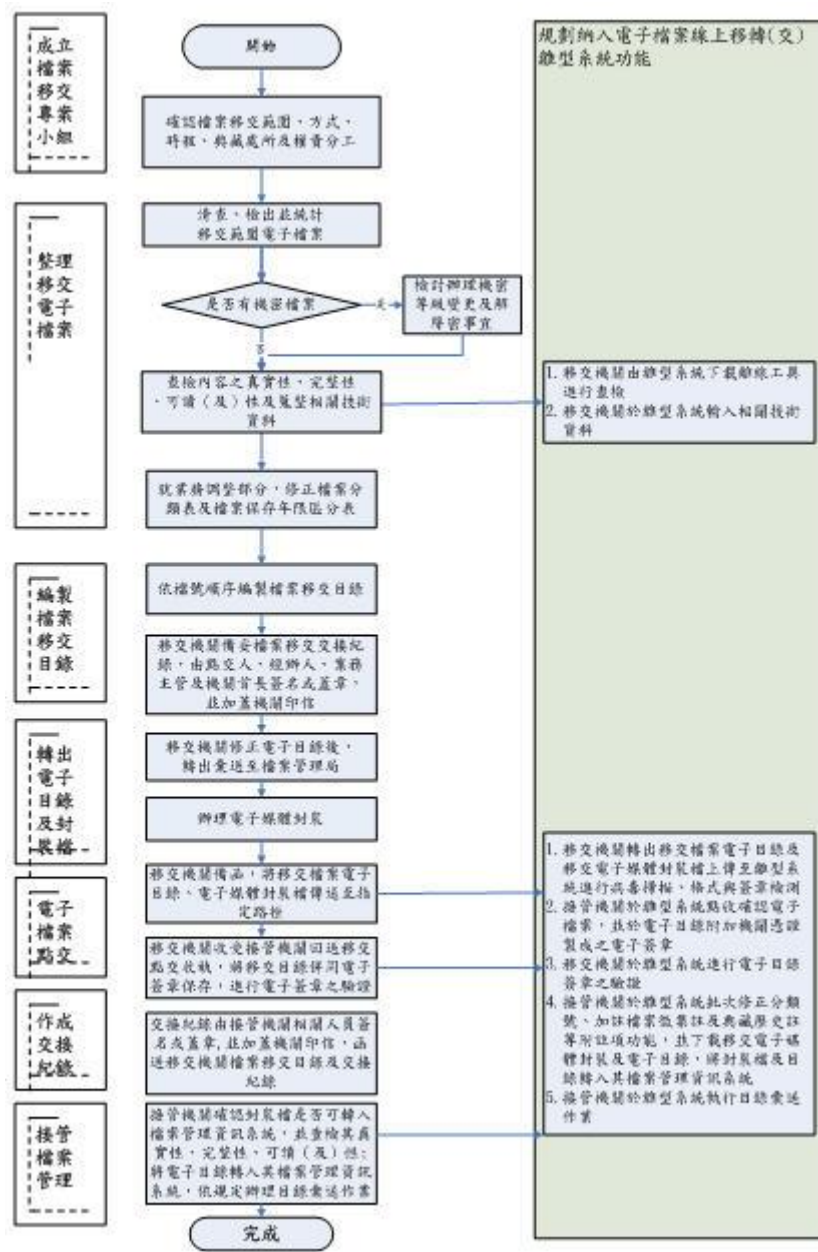 成立
檔案
移交
專案
小組
整理
移交
電子
檔案
編製
檔案
移交
目錄
轉出
電子
目錄
及封
裝檔
電子
檔案
點交
作成
交接
紀錄
接管
檔案
管理
開始
確認檔案移交範圍、方式、
時程、典藏處所及權責分工
清查、檢出並統計
移交範圍電子檔案
是否有機密檔案
是
檢討辦理機密
等級變更及解
降密事宜
否
查檢內容之真實性、完整性
、可讀(及)性及蒐整相關技術
資料
就業務調整部分,修正檔案分
類表及檔案保存年限區分表
依檔號順序編製檔案移交目錄
移交機關備妥檔案移交交接紀
錄,由點交人、經辦人、業務
主管及機關首長簽名或蓋章,
並加蓋機關印信
移交機關修正電子目錄後,
轉出彙送至檔案管理局
辦理電子媒體封裝
移交機關備函,將移交檔案電子
目錄、電子媒體封裝檔傳送至指
定路徑
移交機關收受接管機關回送移交
點交收執,將移交目錄併同電子
簽章保存,進行電子簽章之驗證
交接紀錄由接管機關相關人員簽
名或蓋章,並加蓋機關印信,函
送移交機關檔案移交目錄及交接
紀錄
接管機關確認封裝檔是否可轉入
檔案管理資訊系統,並查檢其真
實性、完整性、可讀(及)性;
將電子目錄轉入其檔案管理資訊
系統,依規定辦理目錄彙送作業
完成
規劃納入電子檔案線上移轉(交)
雛型系統功能
1. 移交機關由雛型系統下載離線工具
進行查檢
2. 移交機關於雛型系統輸入相關技術
資料
1. 移交機關轉出移交檔案電子目錄及
移交電子媒體封裝檔上傳至雛型系
統進行病毒掃描、格式與簽章檢測
2. 接管機關於雛型系統點收確認電子
檔案,並於電子目錄附加機關憑證
製成之電子簽章
3. 移交機關於雛型系統進行電子目錄
簽章之驗證
4. 接管機關於雛型系統批次修正分類
號、加註檔案徵集註及典藏歷史註
等附註項功能,並下載移交電子媒
體封裝及電子目錄,將封裝檔及目
錄轉入其檔案管理資訊系統
5. 接管機關於雛型系統執行目錄彙送
作業